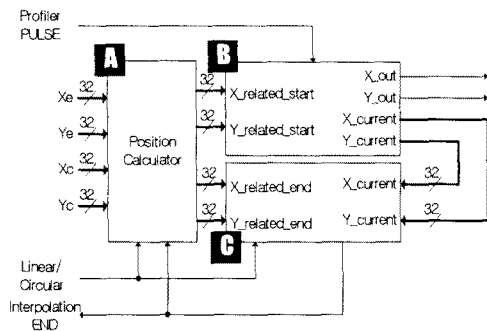 Profiler
PULSE
A
B
32
32
X_out
Xe
X_related_start
Y_out
32
32
X_current
Ye
Y_related_start
Y_current
Position
Calculator
32
32
Xc
X_related_end
X_current
32
32
32
32
Yc
Y_related_end
Y_current
C
Linear/
Circular
Interpolation
END